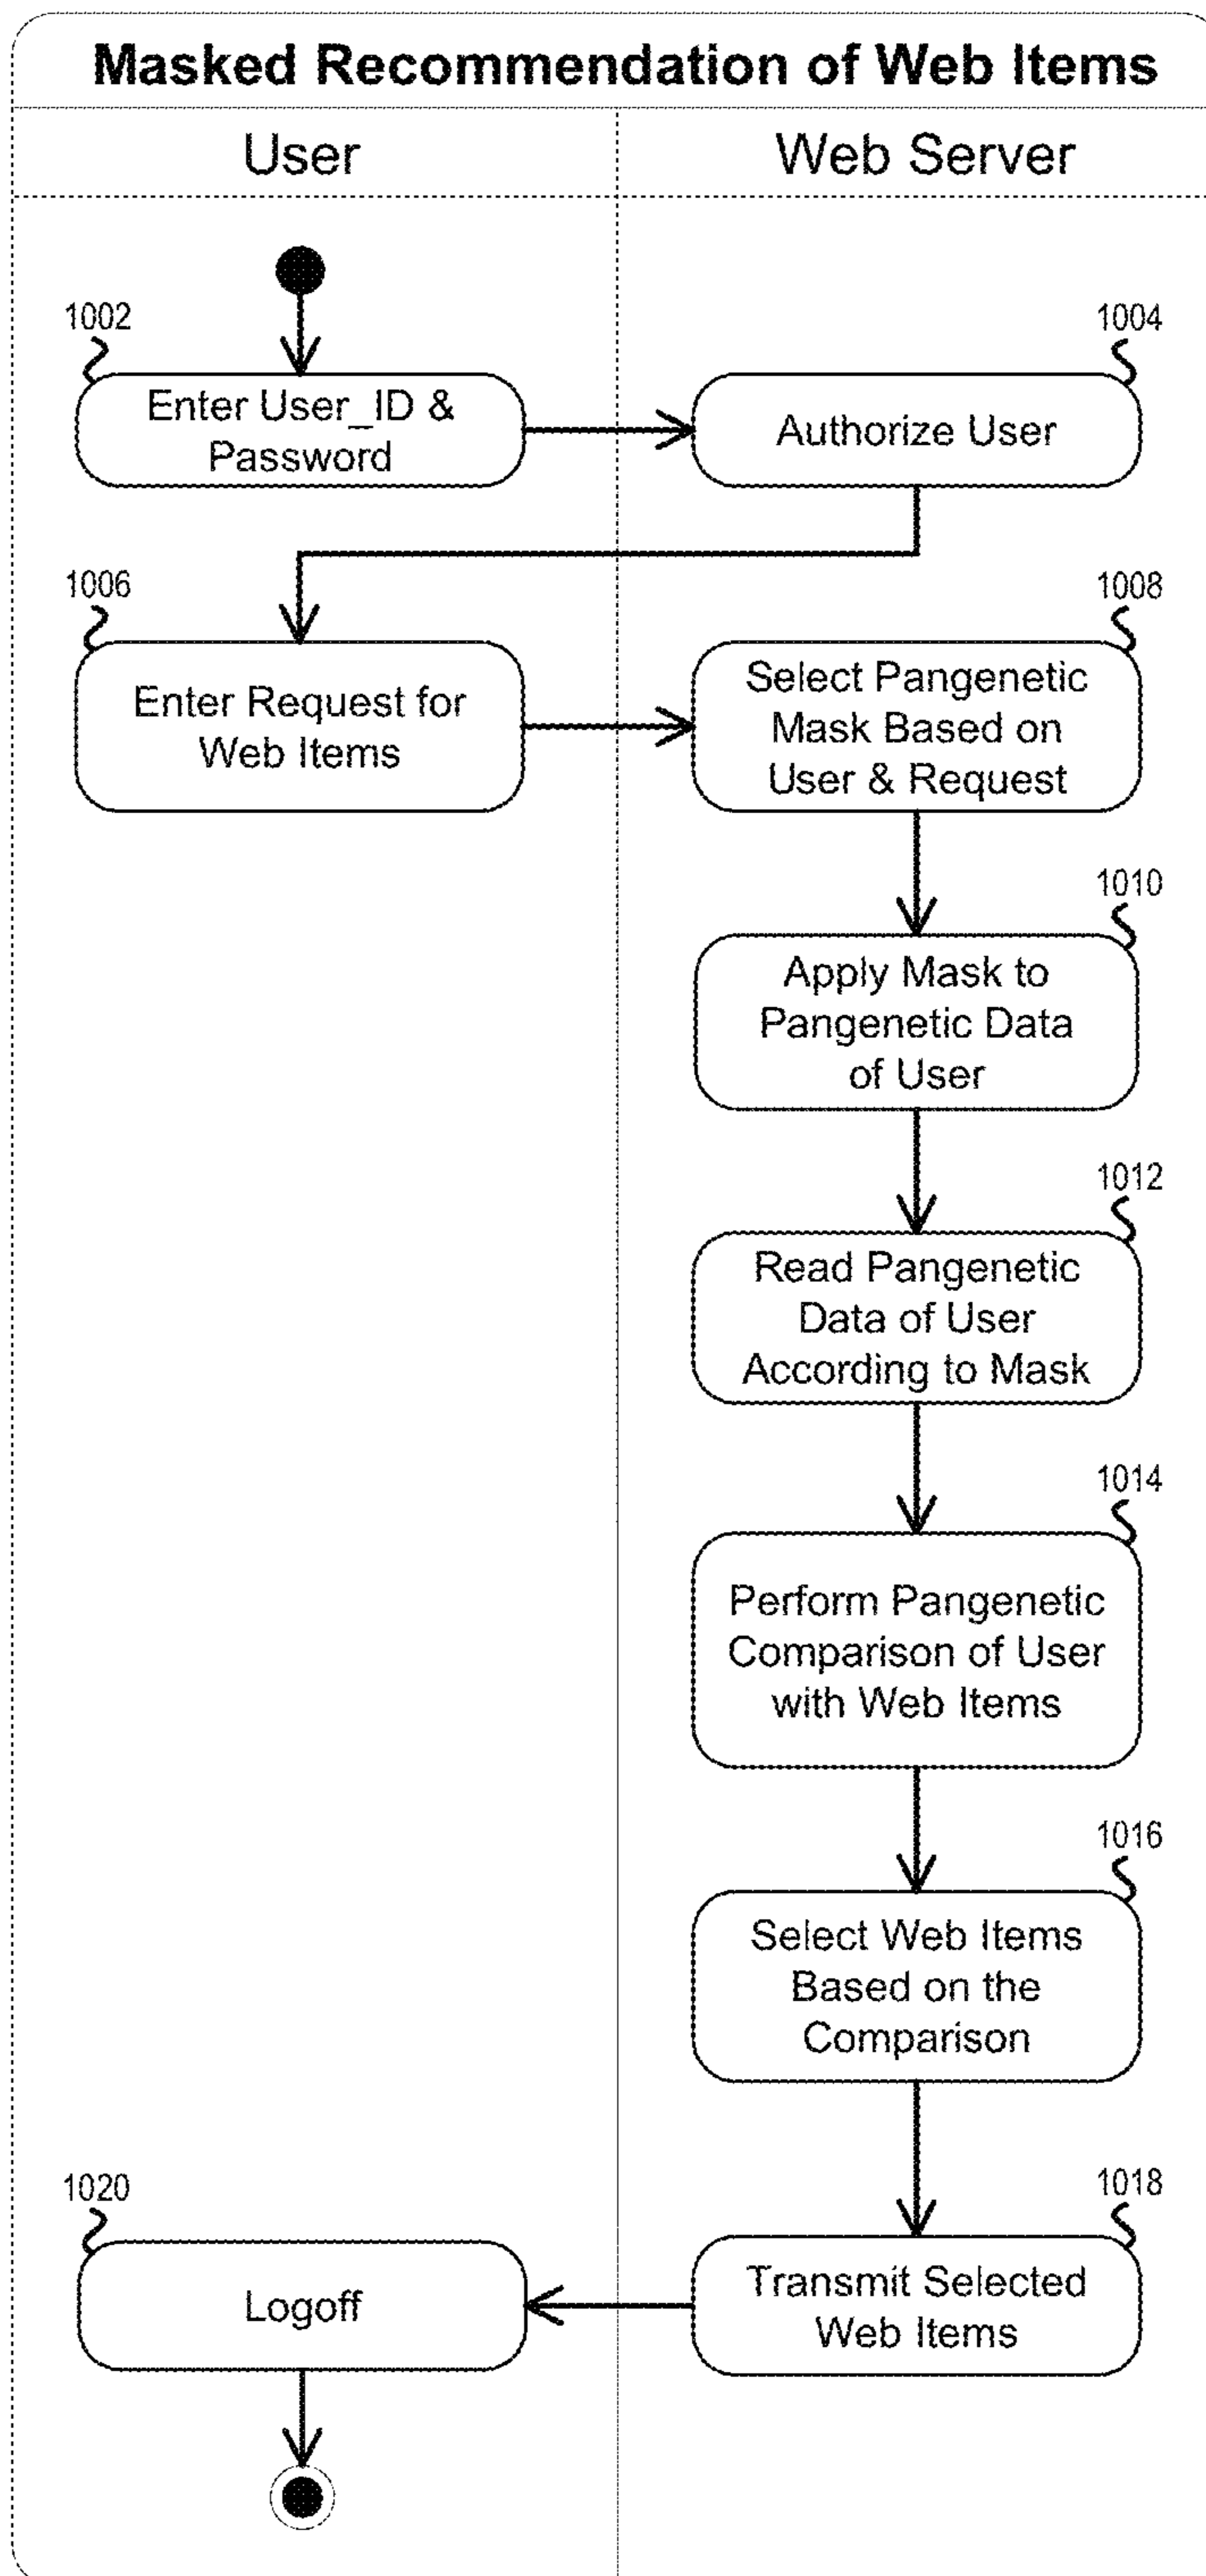 Masked Recommendation of Web Items
User
Web Server
1002
Enter User_ID &
Password
1004
Authorize User
1006
Enter Request for
Web Items
1008
Select Pangenetic
Mask Based on
User & Request
1010
Apply Mask to
Pangenetic Data
of User
1012
Read Pangenetic
Data of User
According to Mask
1014
Perform Pangenetic
Comparison of User
with Web Items
1016
Select Web Items
Based on the
Comparison
1018
Transmit Selected
Web Items
1020
Logoff